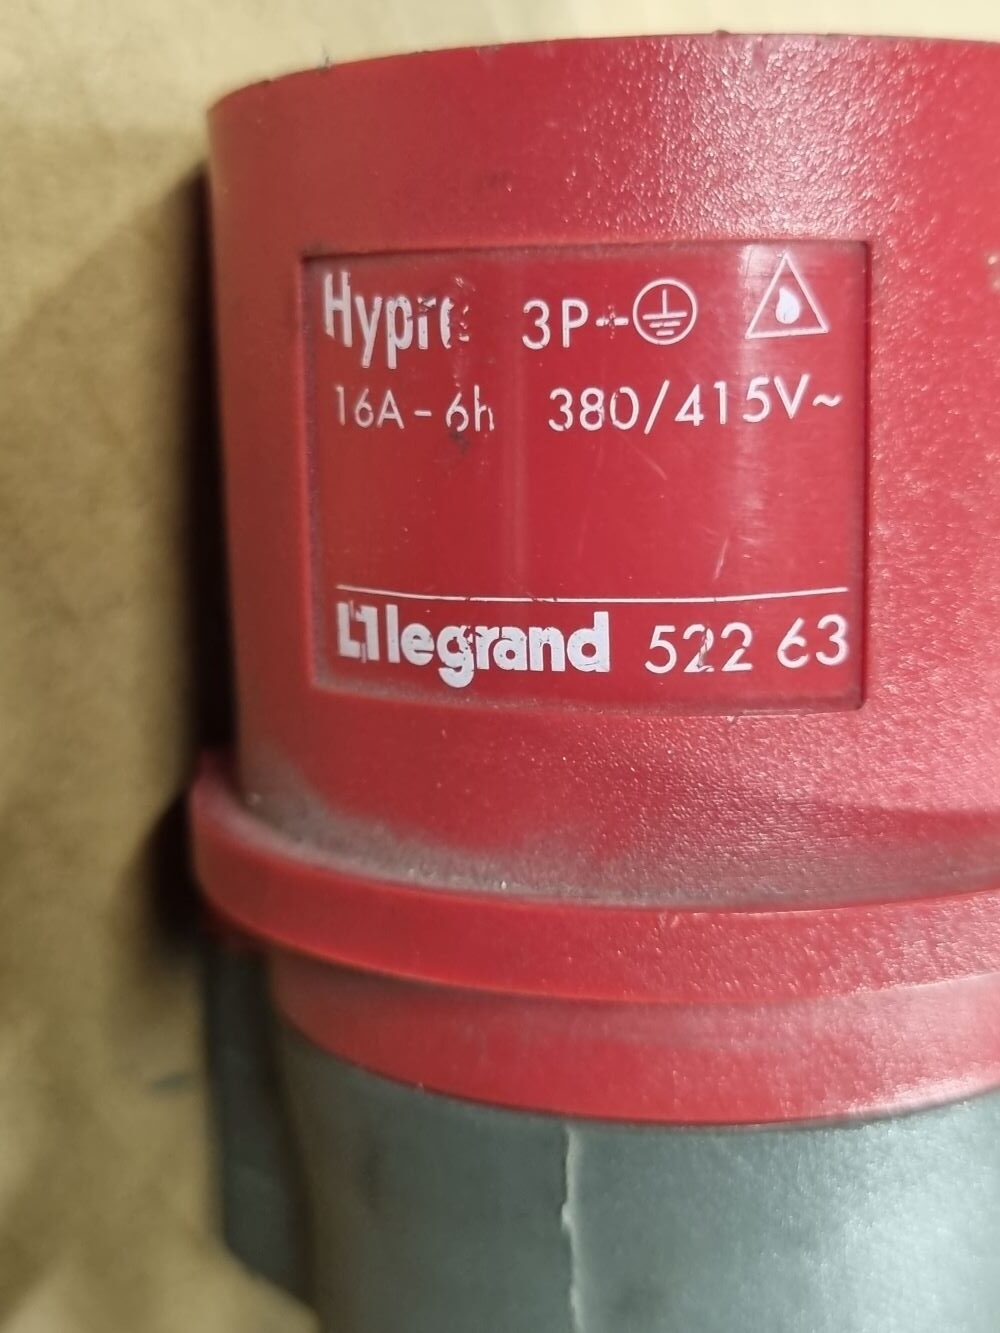 Hypra 3P+⏚
16A - 6h 380/415V~
legrand 522 63